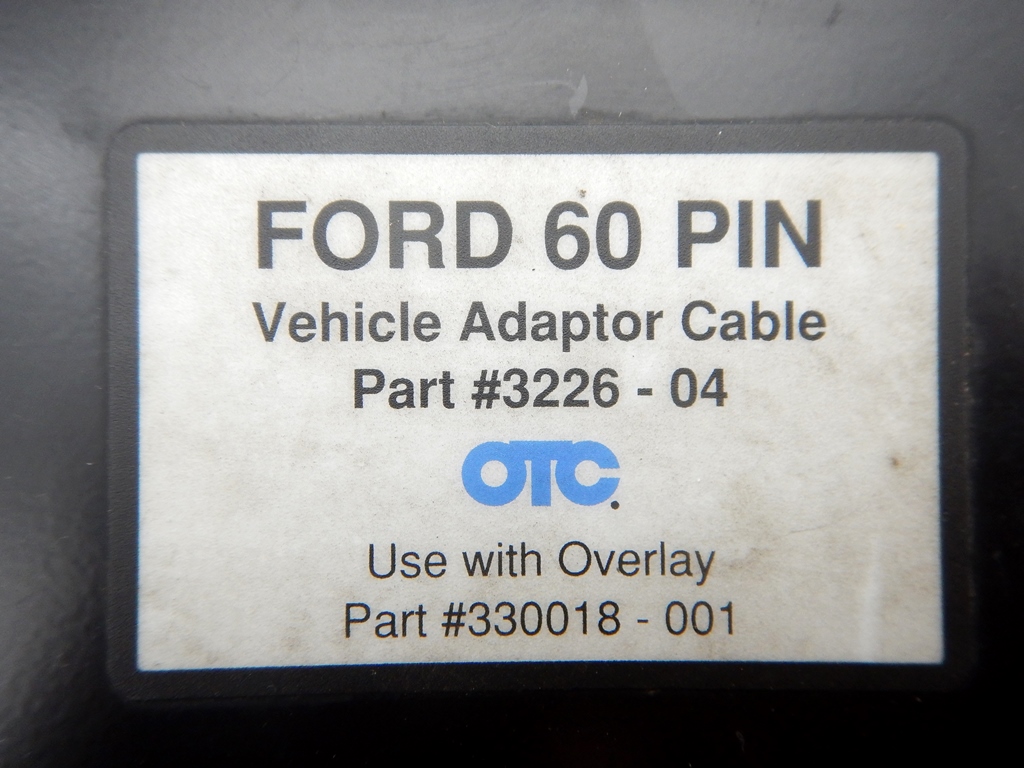 FORD 60 PIN
Vehicle Adaptor Cable
Part #3226 - 04
OTC.
Use with Overlay
Part #330018 - 001